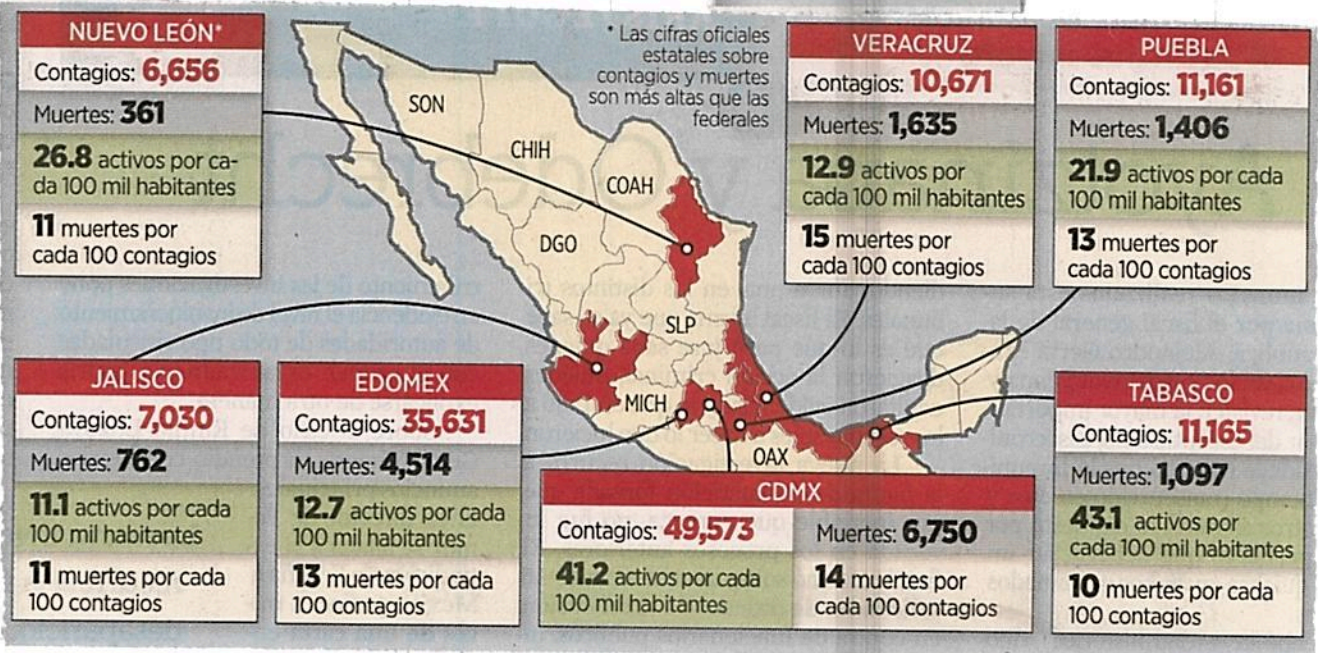 NUEVO LEÓN*
Contagios: 6,656
Muertes: 361
26.8 activos por ca-
da 100 mil habitantes
11 muertes por
cada 100 contagios
* Las cifras oficiales
estatales sobre
contagios y muertes
son más altas que las
federales
VERACRUZ
Contagios: 10,671
Muertes: 1,635
12.9 activos por
cada 100 mil habitantes
15 muertes por
cada 100 contagios
PUEBLA
Contagios: 11,161
Muertes: 1,406
21.9 activos por cada
100 mil habitantes
13 muertes por
cada 100 contagios
SON
CHIH
COAH
DGO
SLP
MICH
OAX
JALISCO
Contagios: 7,030
Muertes: 762
11.1 activos por cada
100 mil habitantes
11 muertes por cada
100 contagios
EDOMEX
Contagios: 35,631
Muertes: 4,514
12.7 activos por cada
100 mil habitantes
13 muertes por cada
100 contagios
CDMX
Contagios: 49,573
41.2 activos por cada
100 mil habitantes
Muertes: 6,750
14 muertes por
cada 100 contagios
TABASCO
Contagios: 11,165
Muertes: 1,097
43.1 activos por
cada 100 mil habitantes
10 muertes por cada
100 contagios